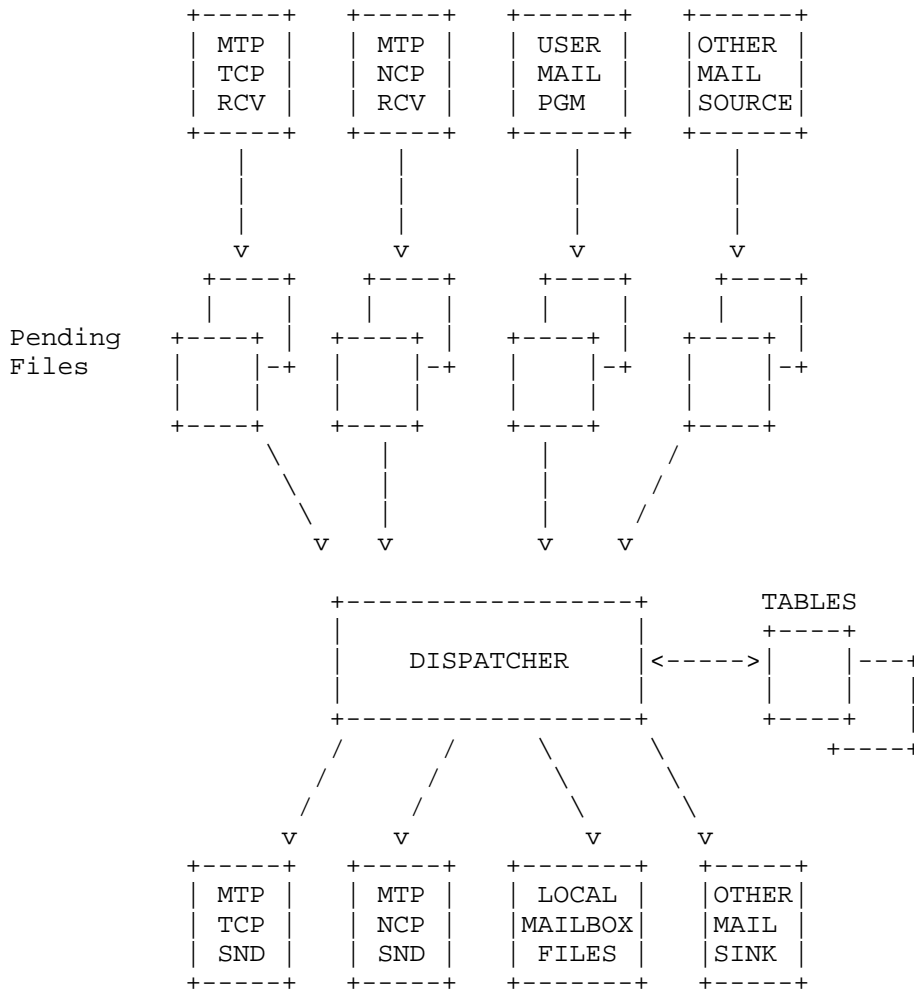 MTP MTP USER OTHER
TCP NCP MAIL MAIL
RCV RCV PGM SOURCE
v v v v
Pending
Files
v v v v
TABLES
DISPATCHER
v v v v
MTP MTP LOCAL OTHER
TCP NCP MAILBOX MAIL
SND SND FILES SINK